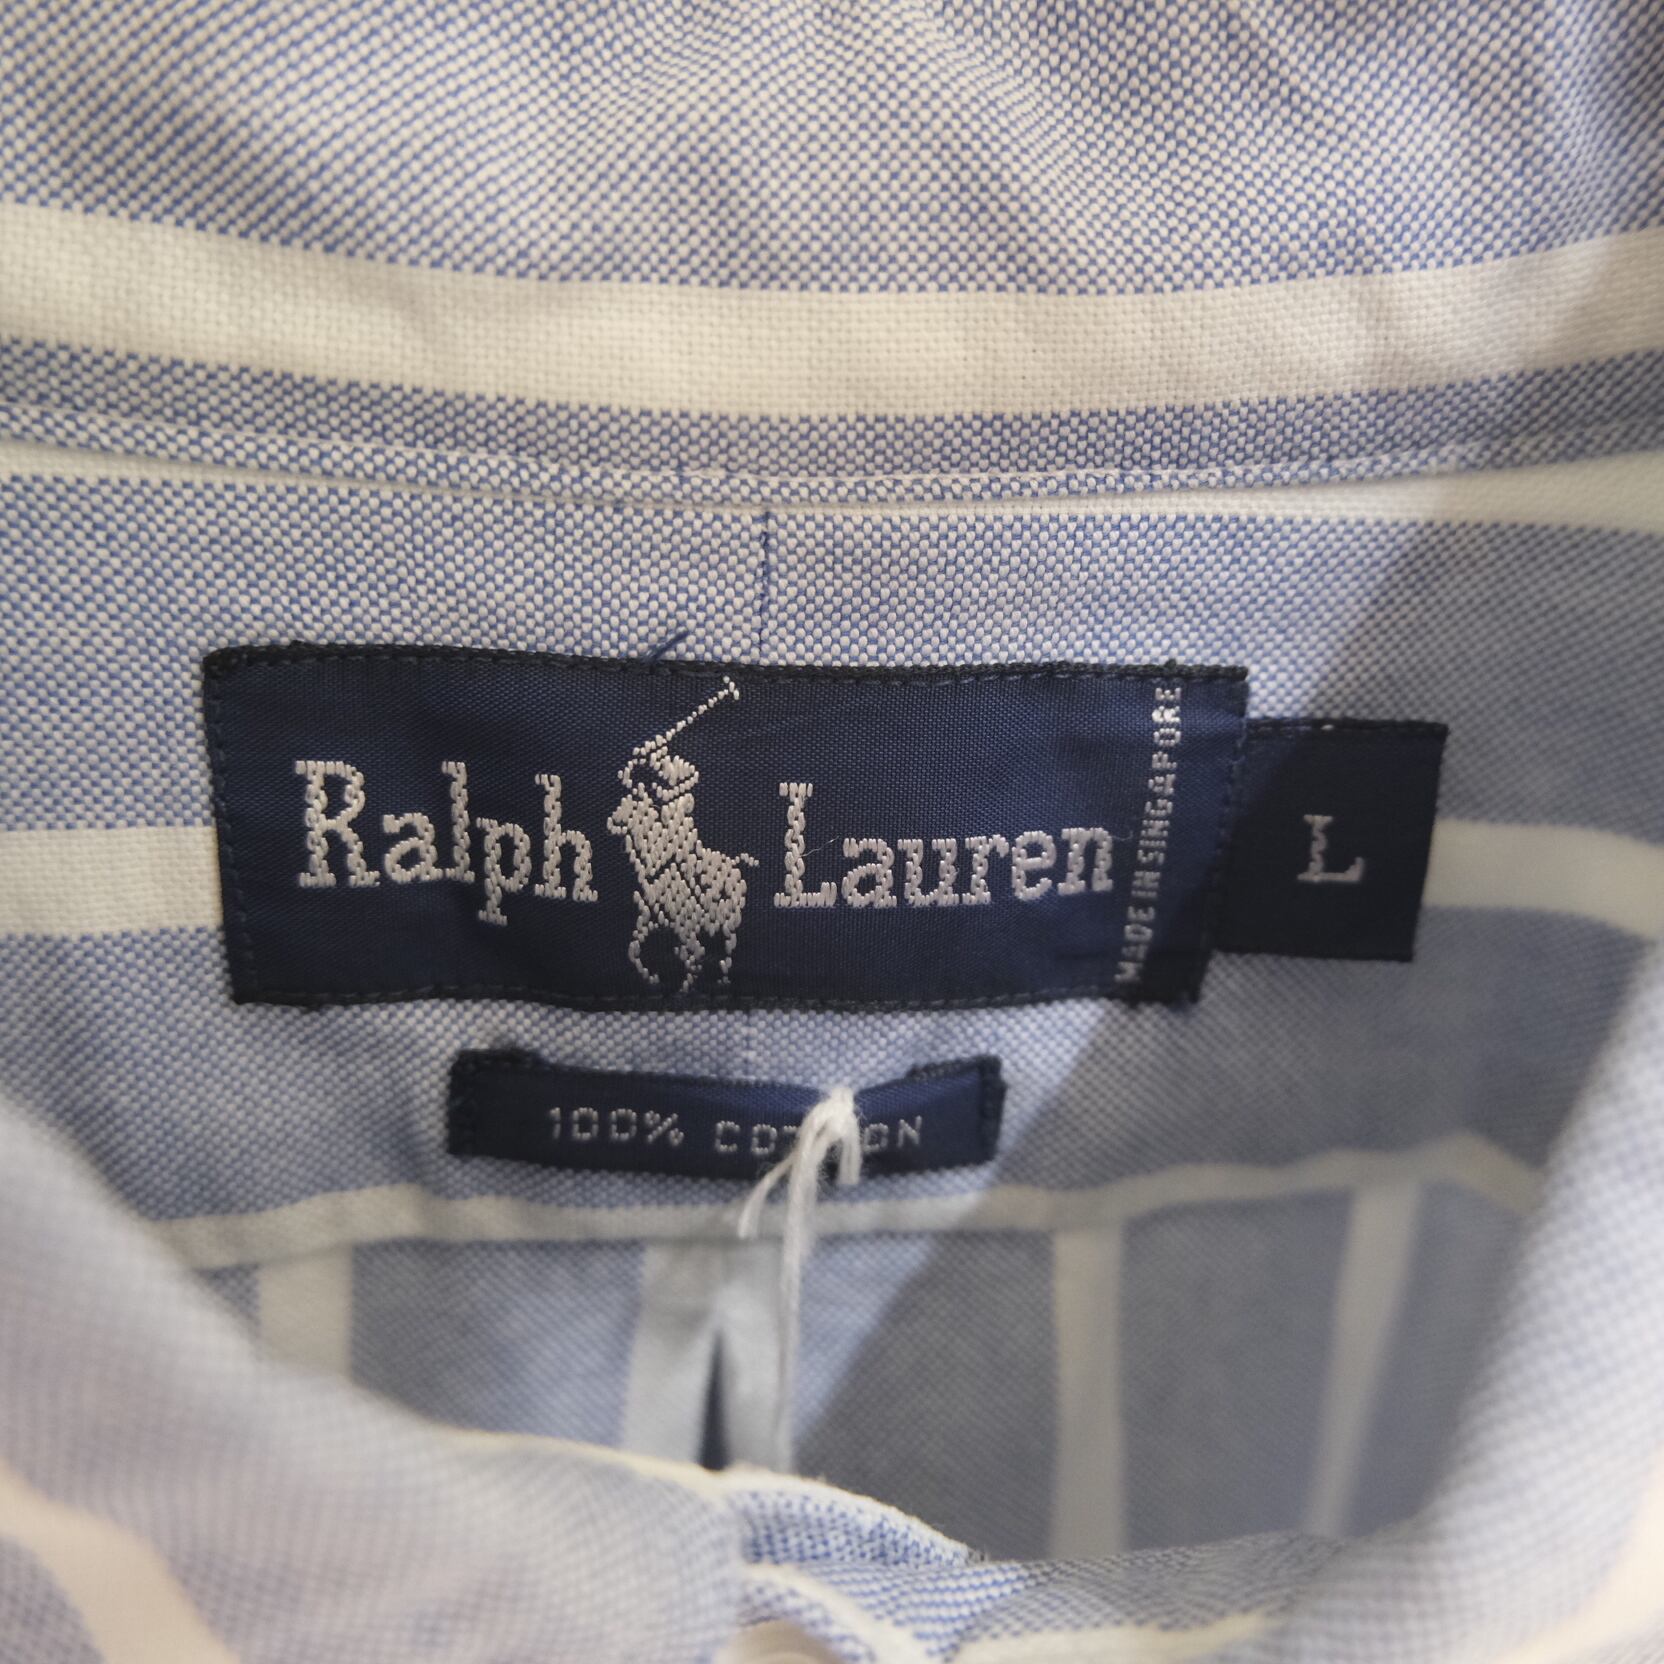 Ralph Lauren
MADE IN SINGAPORE
L
100% COTTON